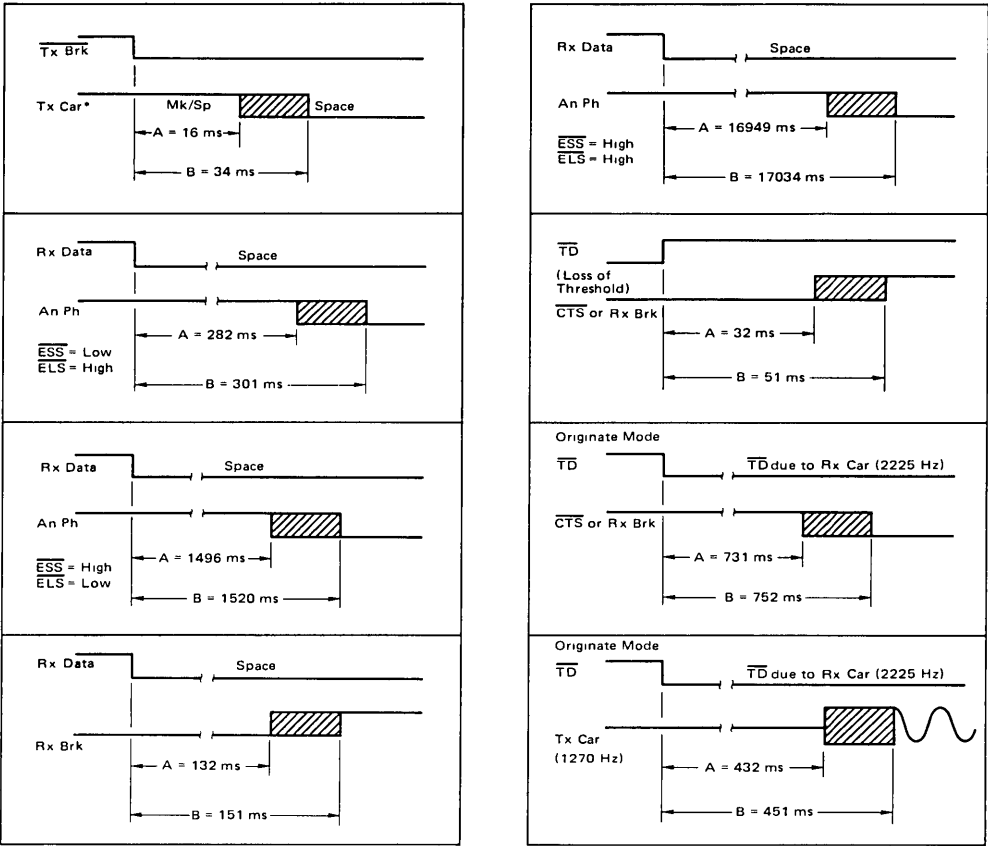 Tx Brk
Tx Car* Mk/Sp Space
A = 16 ms
B = 34 ms
Rx Data Space
An Ph
A = 282 ms
ESS = Low
ELS = High
B = 301 ms
Rx Data Space
An Ph
A = 1496 ms
ESS = High
ELS = Low
B = 1520 ms
Rx Data Space
Rx Brk
A = 132 ms
B = 151 ms
Rx Data Space
An Ph
A = 16949 ms
ESS = High
ELS = High
B = 17034 ms
TD
(Loss of
Threshold)
CTS or Rx Brk
A = 32 ms
B = 51 ms
Originate Mode
TD TD due to Rx Car (2225 Hz)
CTS or Rx Brk
A = 731 ms
B = 752 ms
Originate Mode
TD TD due to Rx Car (2225 Hz)
Tx Car
(1270 Hz)
A = 432 ms
B = 451 ms